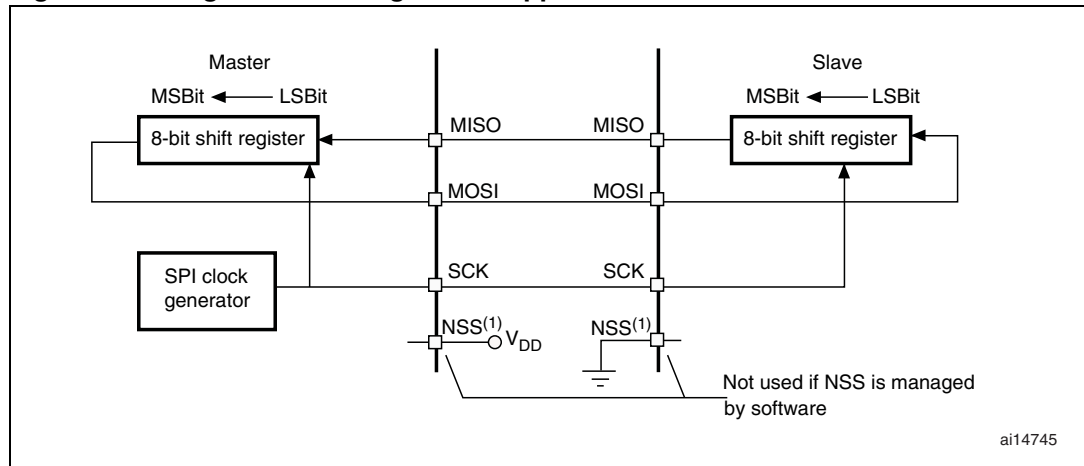 Master
MSBit LSBit
8-bit shift register
SPI clock
generator
MISO
MOSI
SCK
NSS(1)
VDD
MISO
MOSI
SCK
NSS(1)
Slave
MSBit LSBit
8-bit shift register
Not used if NSS is managed
by software
ai14745